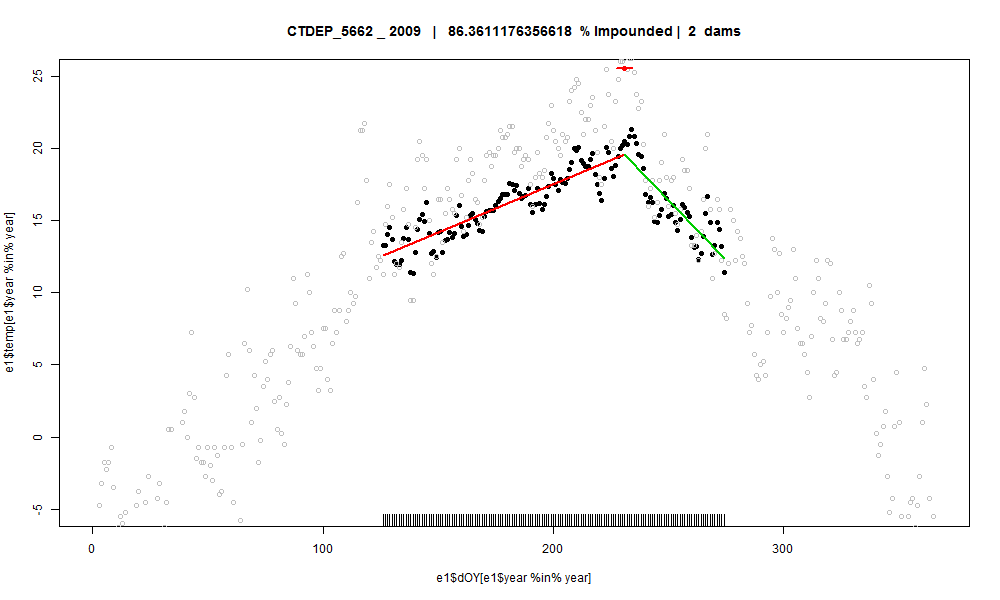 CTDEP_5662 _ 2009 | 86.3611176356618 % Impounded | 2 dams
e1$temp[e1$year %in% year]
25
20
15
10
5
0
-5
0 100 200 300
e1$dOY[e1$year %in% year]